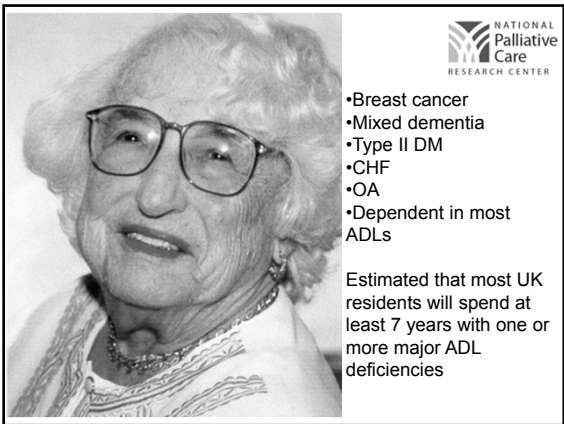 NATIONAL
Palliative
Care
RESEARCH CENTER
•Breast cancer
•Mixed dementia
•Type II DM
•CHF
•OA
•Dependent in most
ADLs
Estimated that most UK
residents will spend at
least 7 years with one or
more major ADL
deficiencies